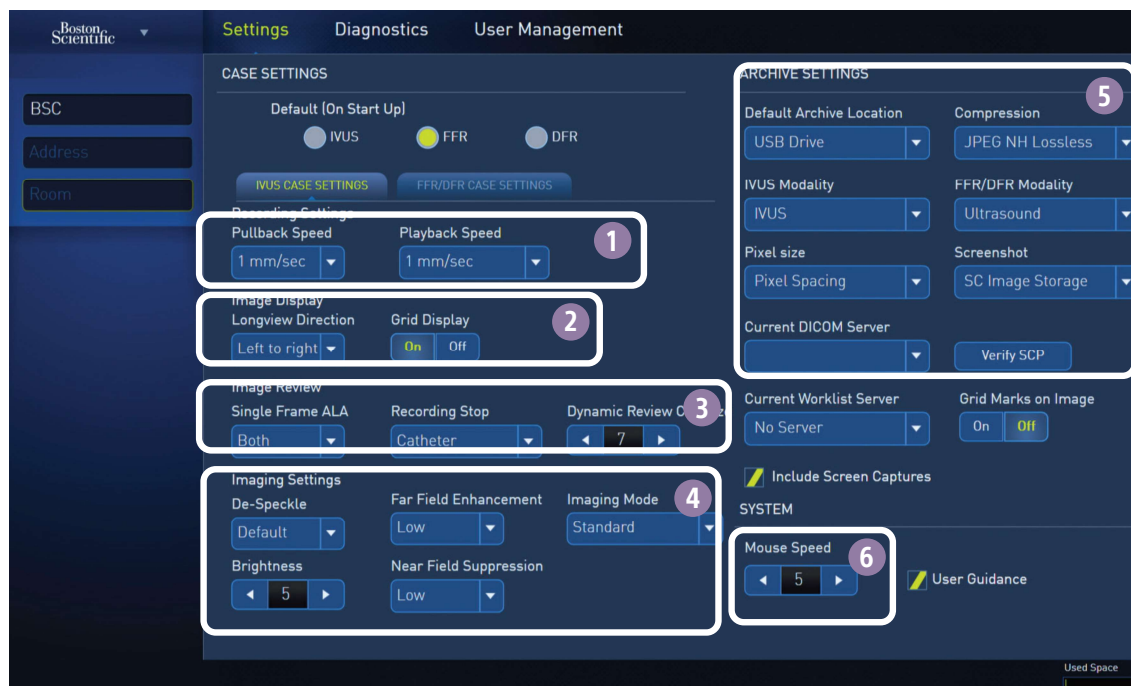 Boston
Scientific
Settings Diagnostics User Management
BSC
Address
Room
CASE SETTINGS
Default (On Start Up)
IVUS FFR DFR
IVUS CASE SETTINGS FFR/DFR CASE SETTINGS
Recording Settings
Pullback Speed Playback Speed
1 mm/sec 1 mm/sec
1
Image Display
Longview Direction Grid Display
Left to right On Off
2
Image Review
Single Frame ALA Recording Stop Dynamic Review
Both Catheter 7
3
Imaging Settings
De-Speckle Far Field Enhancement Imaging Mode
Default Low Standard
4
Brightness Near Field Suppression
5 Low
ARCHIVE SETTINGS
5
Default Archive Location Compression
USB Drive JPEG NH Lossless
IVUS Modality FFR/DFR Modality
IVUS Ultrasound
Pixel size Screenshot
Pixel Spacing SC Image Storage
Current DICOM Server
Verify SCP
Current Worklist Server Grid Marks on Image
No Server On Off
Include Screen Captures
SYSTEM
Mouse Speed
6
5 User Guidance
Used Space